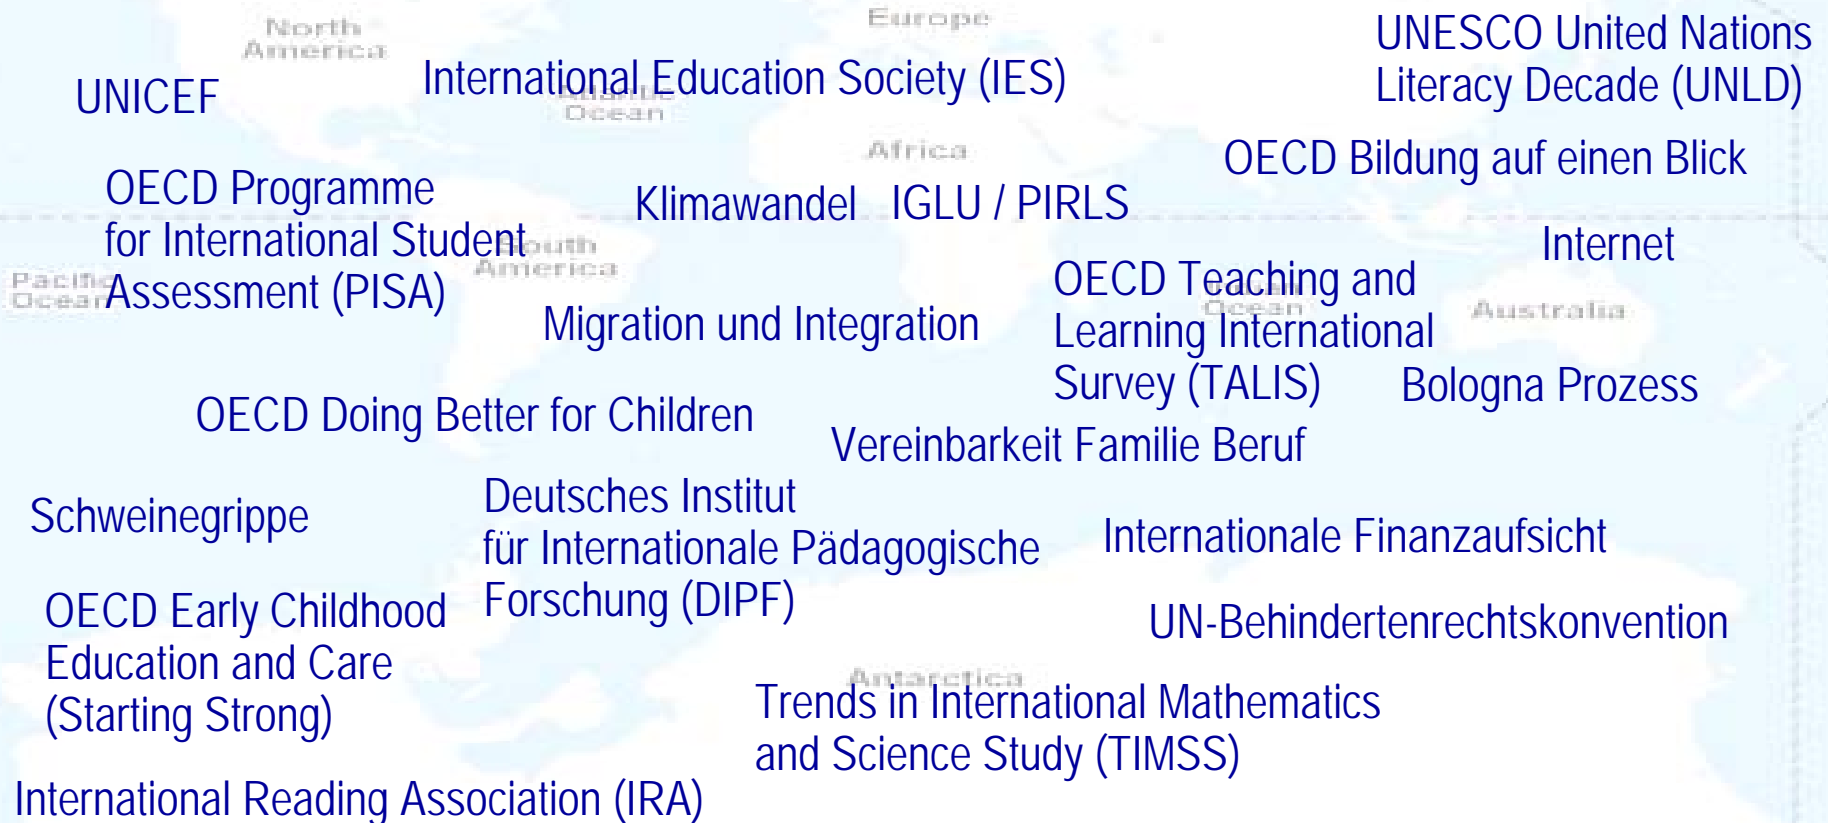 North
America
Europe
UNESCO United Nations
Literacy Decade (UNLD)
UNICEF
International Education Society (IES)
Atlantic
Ocean
Africa
OECD Bildung auf einen Blick
OECD Programme
for International Student
Assessment (PISA)
Klimawandel
IGLU / PIRLS
Internet
South
America
Pacific
Ocean
OECD Teaching and
Learning International
Survey (TALIS)
Indian
Ocean
Australia
Migration und Integration
Bologna Prozess
OECD Doing Better for Children
Vereinbarkeit Familie Beruf
Schweinegrippe
Deutsches Institut
für Internationale Pädagogische
Forschung (DIPF)
Internationale Finanzaufsicht
OECD Early Childhood
Education and Care
(Starting Strong)
UN-Behindertenrechtskonvention
Antarctica
Trends in International Mathematics
and Science Study (TIMSS)
International Reading Association (IRA)